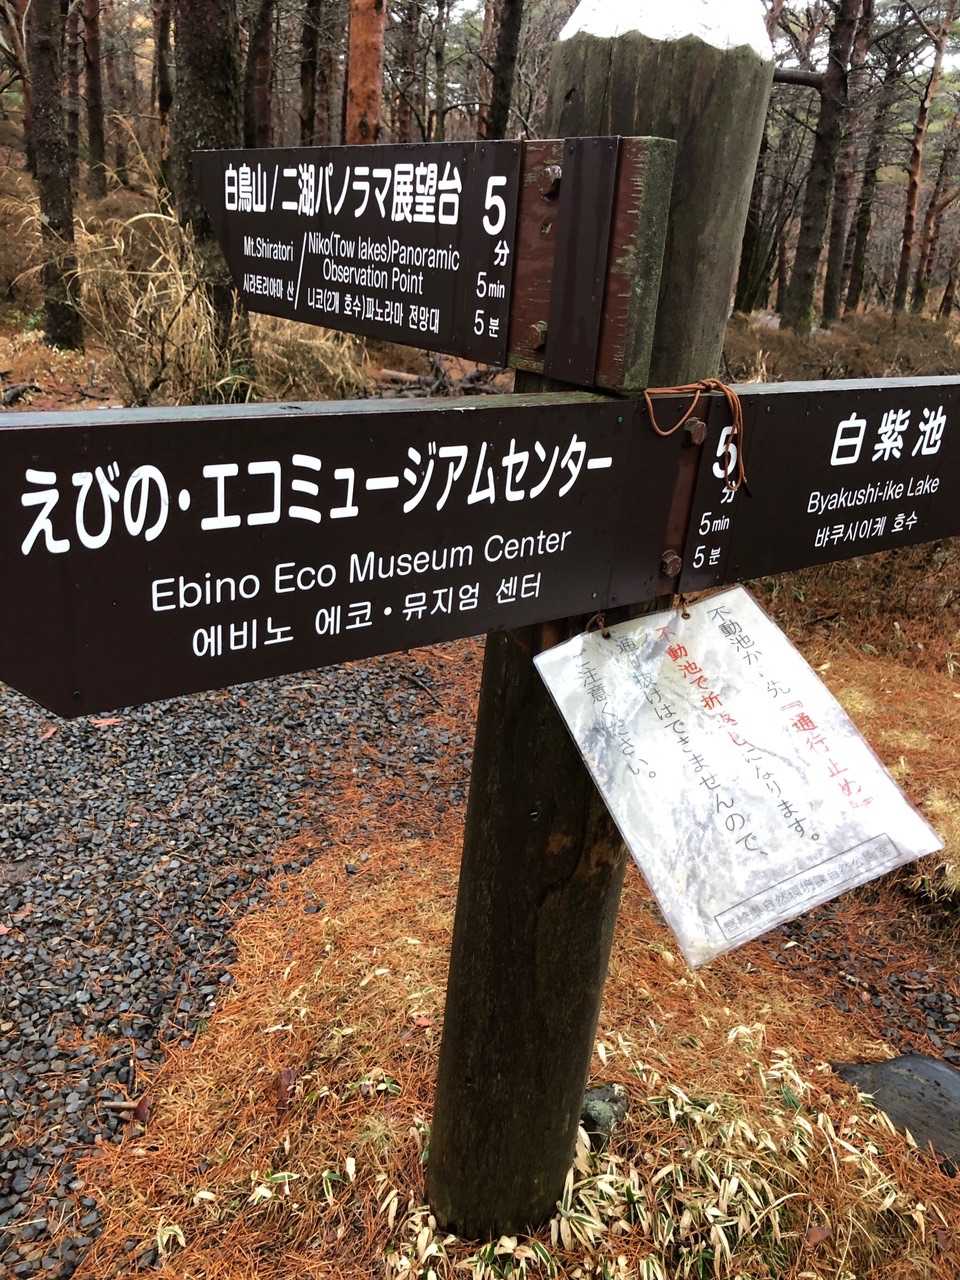 白鳥山/二湖パノラマ展望台
5分
Mt.Shiratori / Niko(Tow lakes)Panoramic
Observation Point
5 min
시라토리야마 산 / 니코(2개 호수)파노라마 전망대
5 분
えびの・エコミュージアムセンター
Ebino Eco Museum Center
에비노 에코・뮤지엄 센터
5分
5 min
5 분
白紫池
Byakushi-ike Lake
뱌쿠시이케 호수
不動池から先『通行止め』
不動池で折返しになります。
通り抜けはできませんので、
ご注意ください。